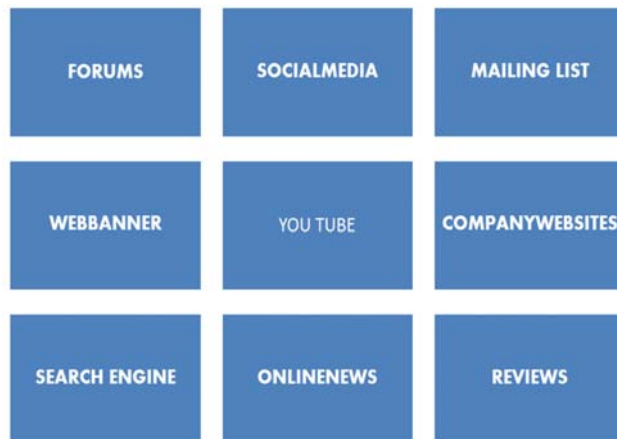 FORUMS
SOCIALMEDIA
MAILING LIST
WEBBANNER
YOU TUBE
COMPANYWEBSITES
SEARCH ENGINE
ONLINENEWS
REVIEWS